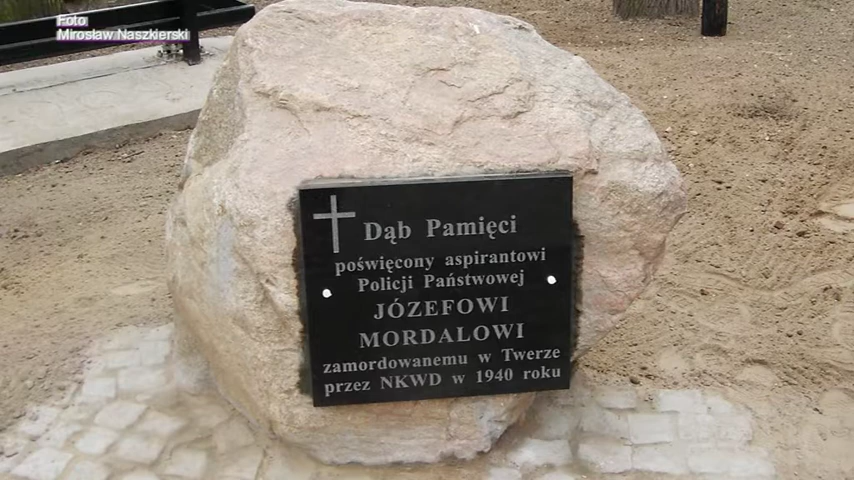 Foto
Mirosław Naszkierski
Dąb Pamięci
poświęcony aspirantowi
Policji Państwowej
JÓZEFOWI
MORDALOWI
zamordowanemu w Twerze
przez NKWD w 1940 roku